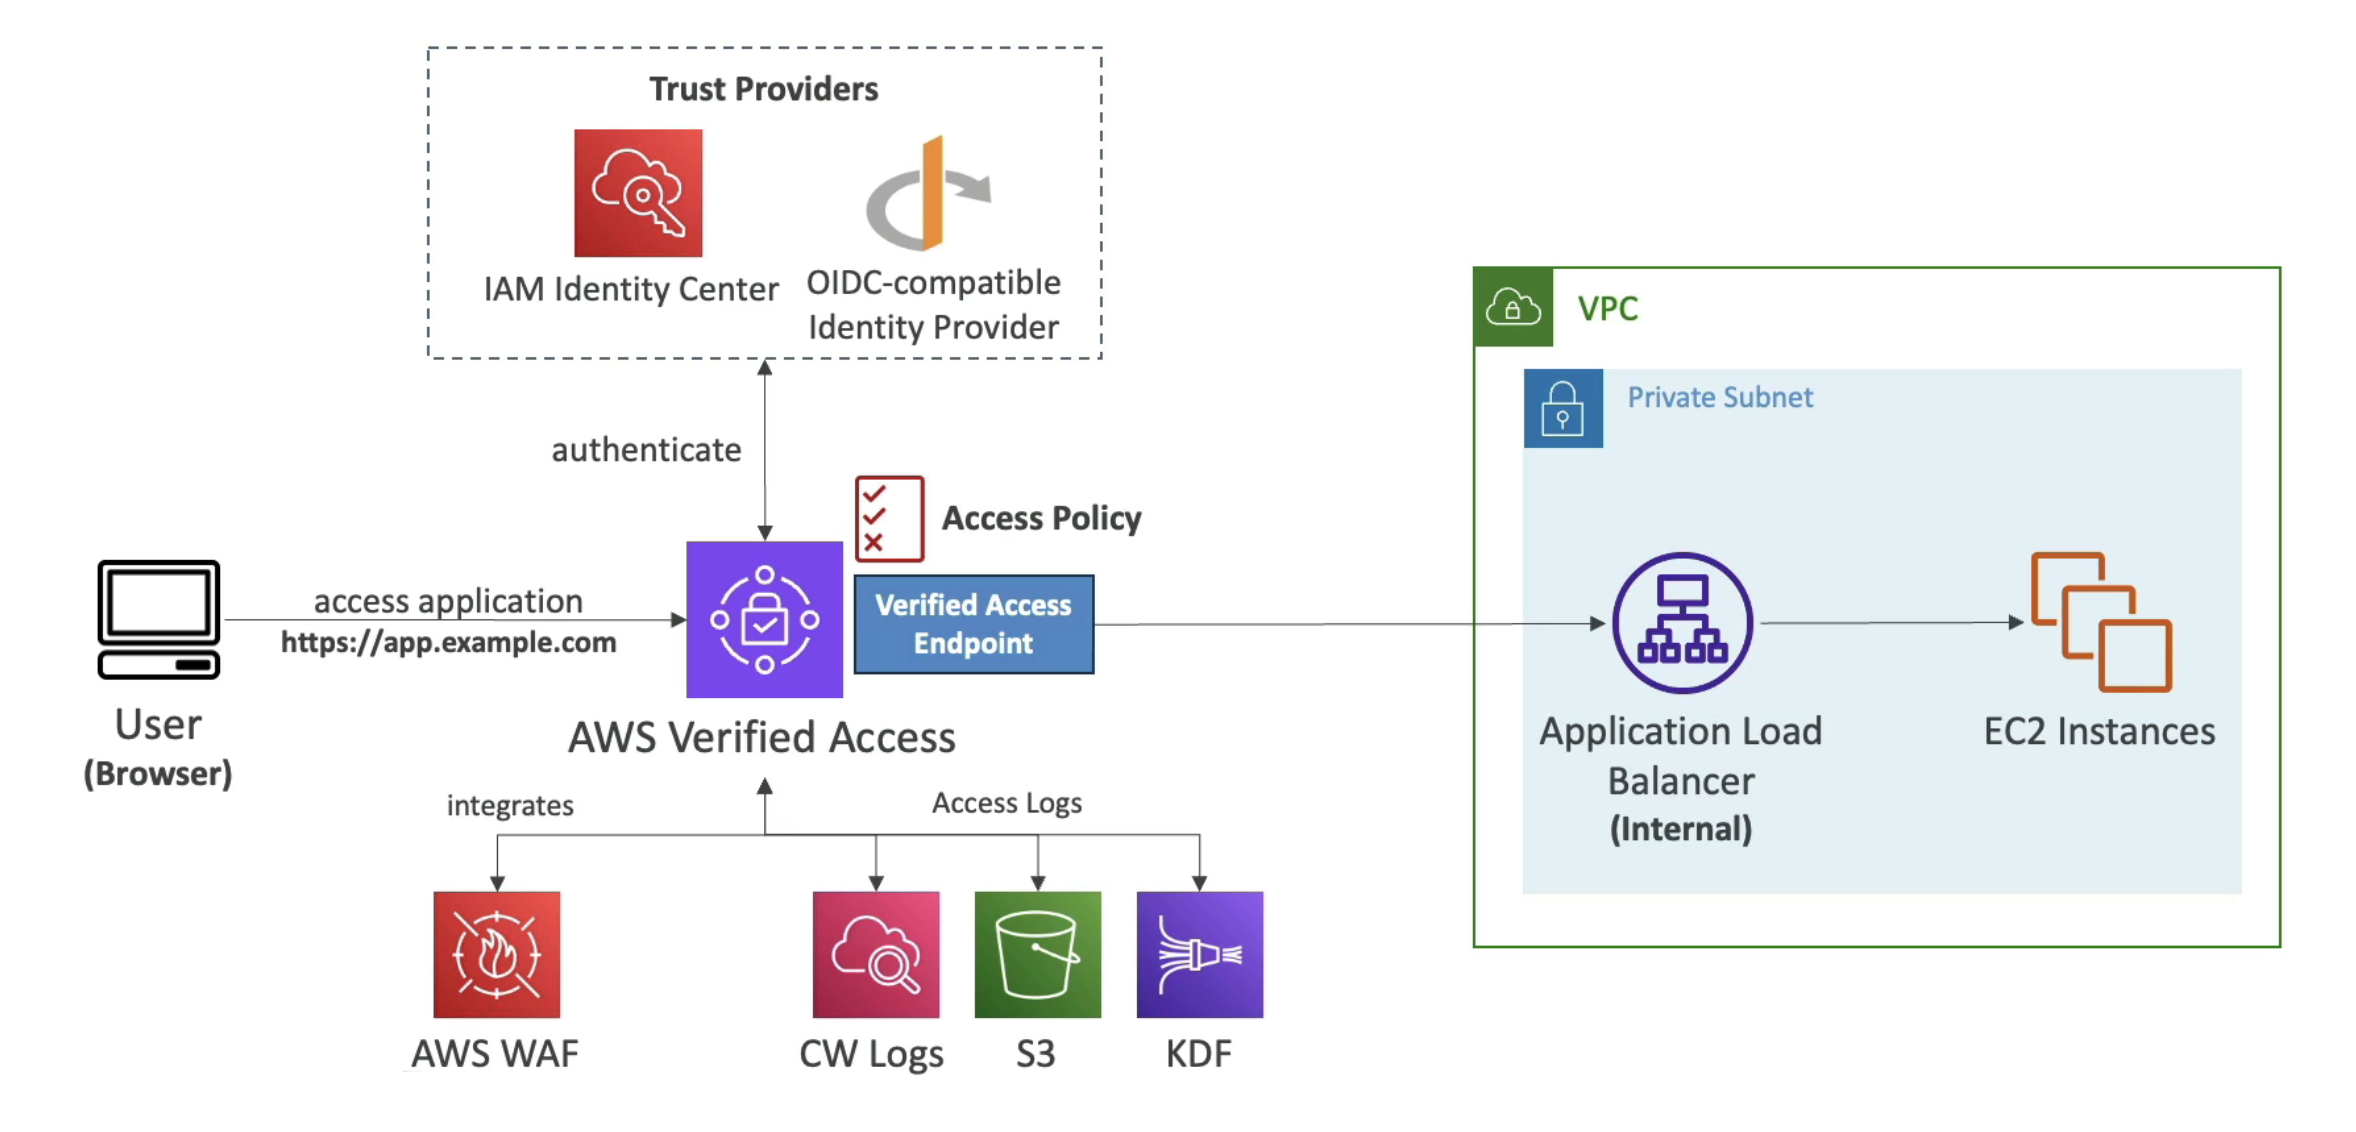 Trust Providers
IAM Identity Center
OIDC-compatible
Identity Provider
authenticate
Access Policy
Verified Access
Endpoint
access application
https://app.example.com
User
(Browser)
AWS Verified Access
integrates
Access Logs
AWS WAF
CW Logs
S3
KDF
VPC
Private Subnet
Application Load
Balancer
(Internal)
EC2 Instances